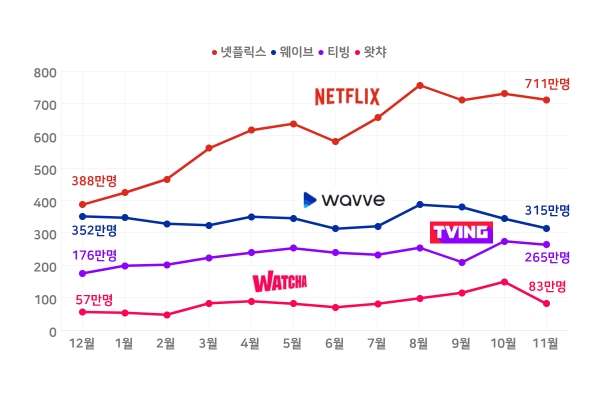 넷플릭스 웨이브 티빙 왓챠
800
711만명
NETFLIX
700
600
500
388만명
400
wavve
315만명
352만명
TVING
300
176만명
265만명
200
WATCHA
83만명
57만명
100
0
12월 1월 2월 3월 4월 5월 6월 7월 8월 9월 10월 11월